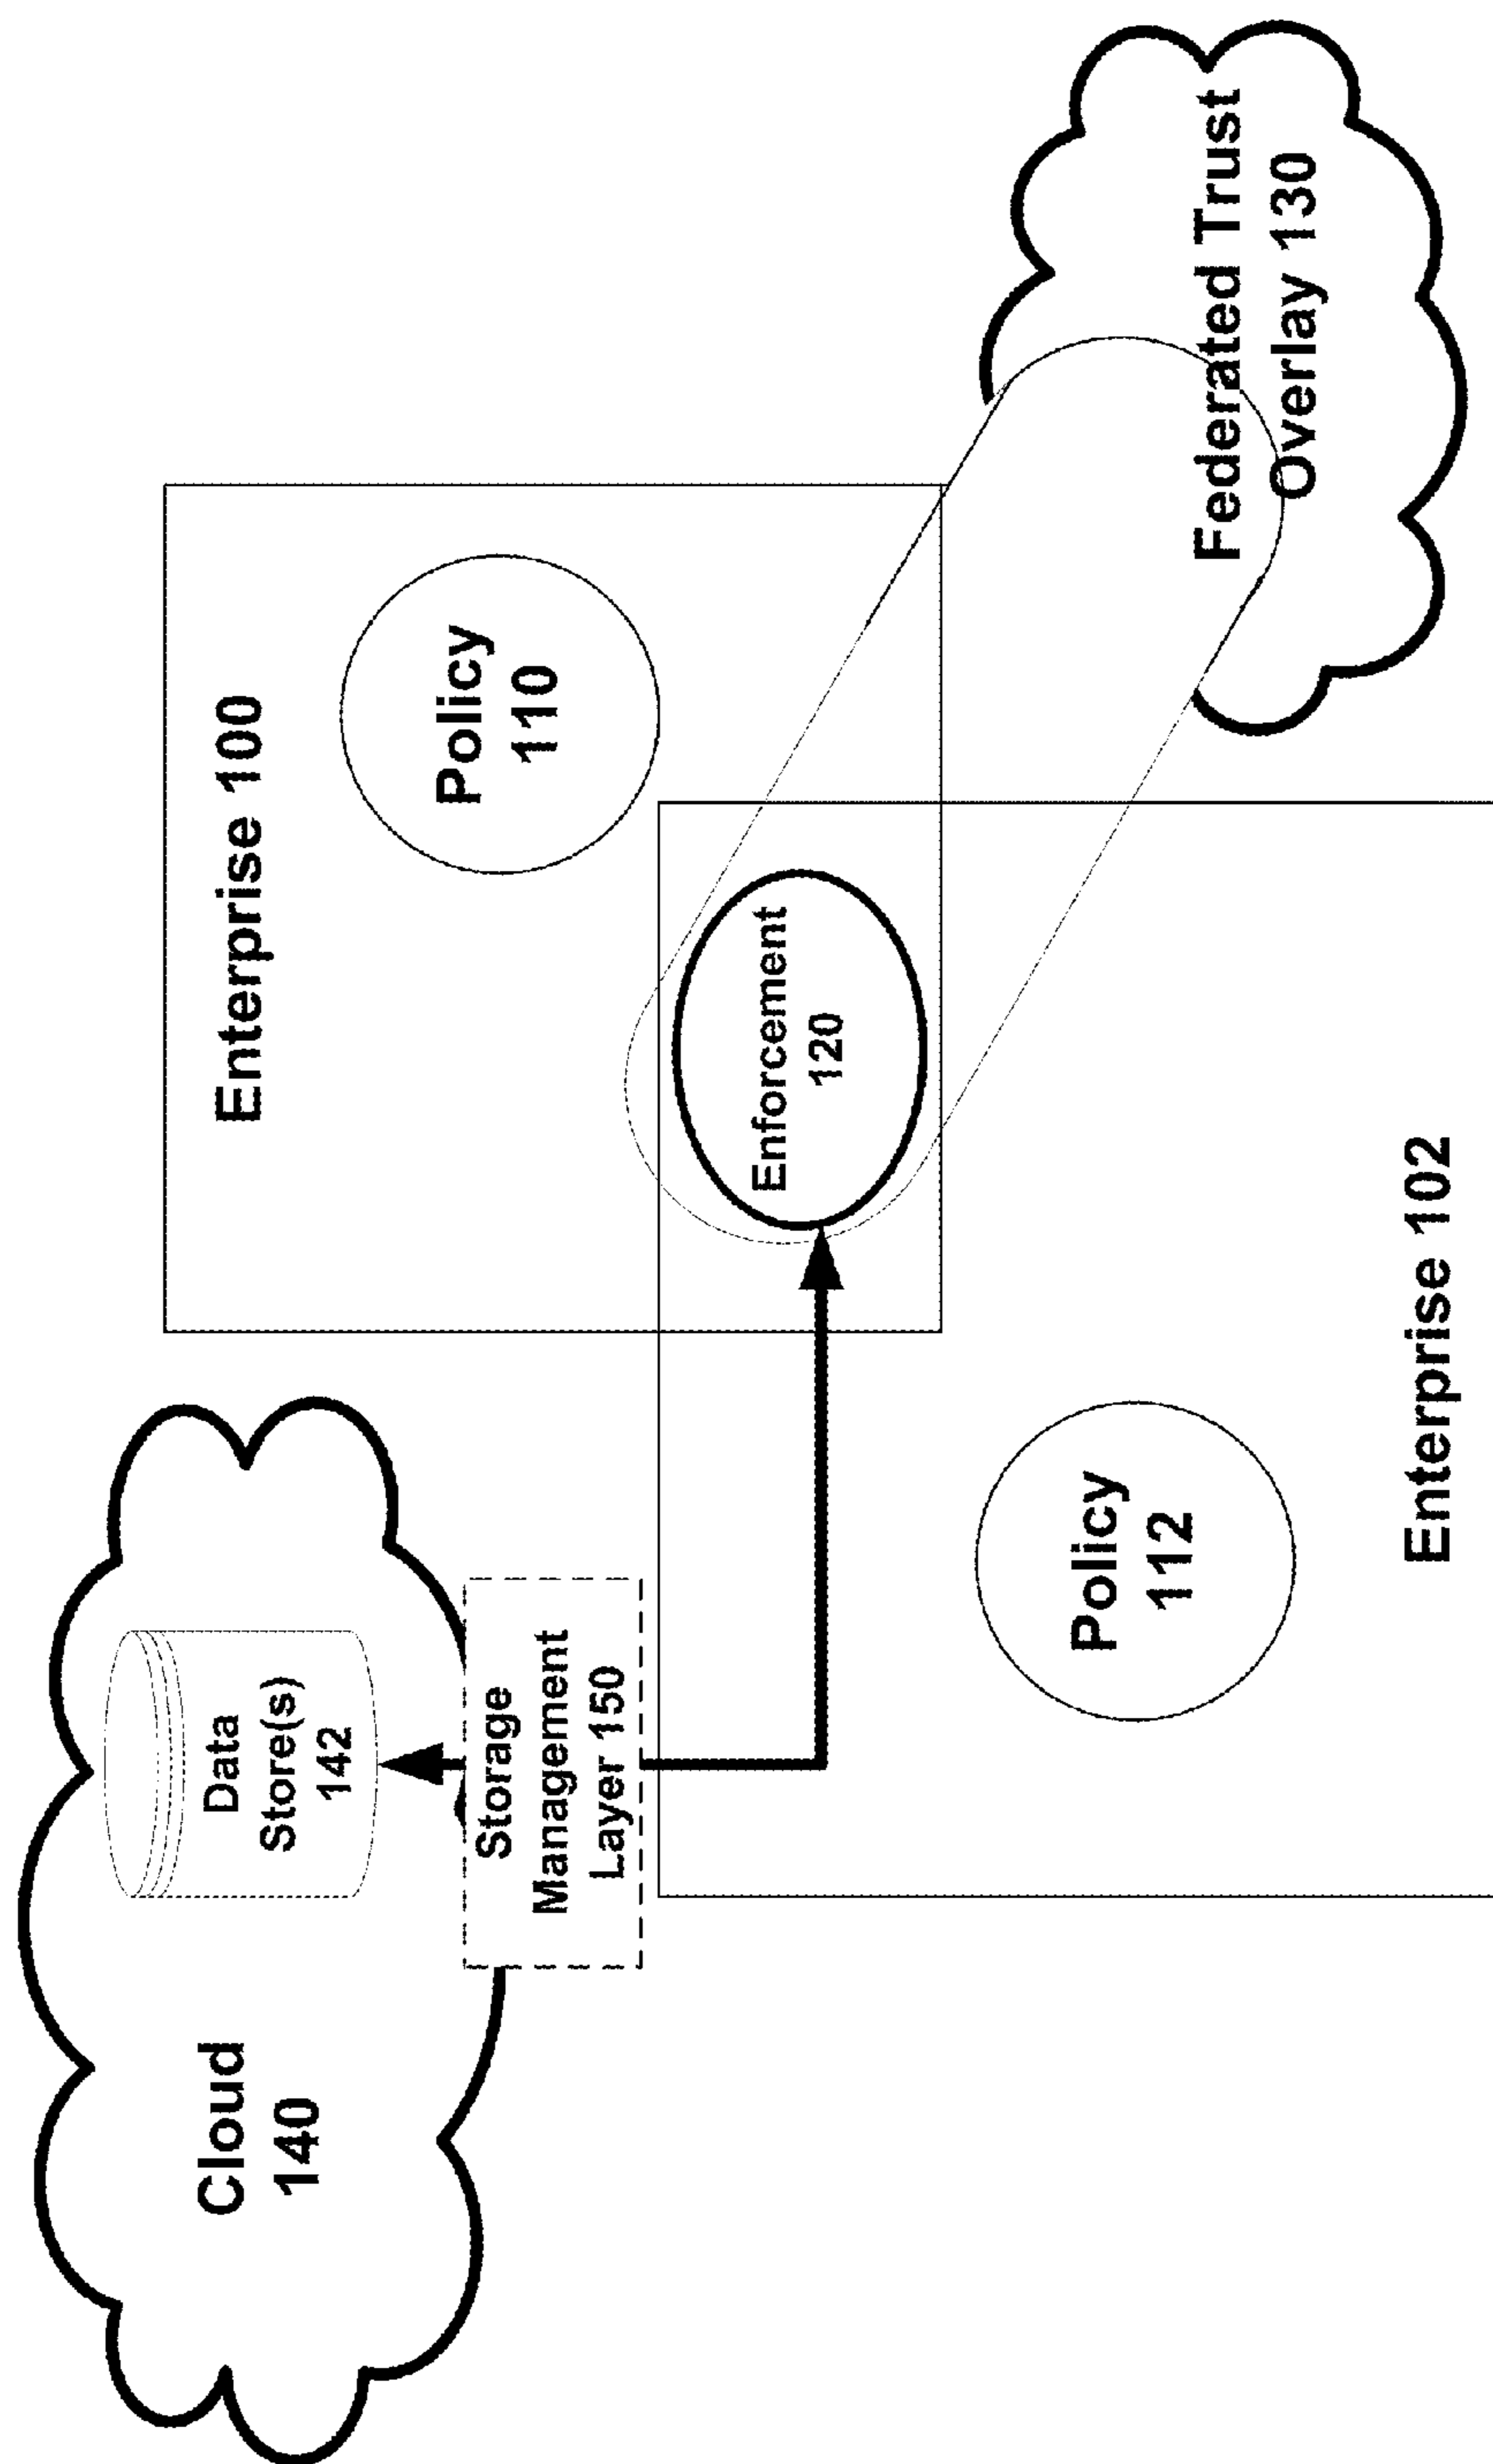 Cloud
140
Data
Store(s)
142
Storage
Management
Layer 150
Enterprise 100
Policy
110
Enforcement
120
Policy
112
Enterprise 102
Federated Trust
Overlay 130